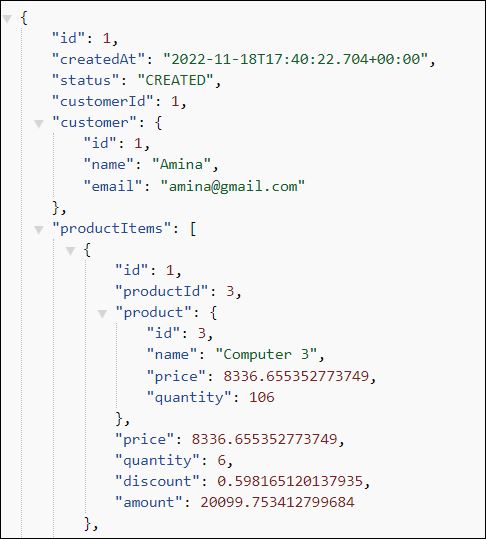 {
"id": 1,
"createdAt": "2022-11-18T17:40:22.704+00:00",
"status": "CREATED",
"customerId": 1,
"customer": {
"id": 1,
"name": "Amina",
"email": "amina@gmail.com"
},
"productItems": [
{
"id": 1,
"productId": 3,
"product": {
"id": 3,
"name": "Computer 3",
"price": 8336.655352773749,
"quantity": 106
},
"price": 8336.655352773749,
"quantity": 6,
"discount": 0.598165120137935,
"amount": 20099.753412799684
},